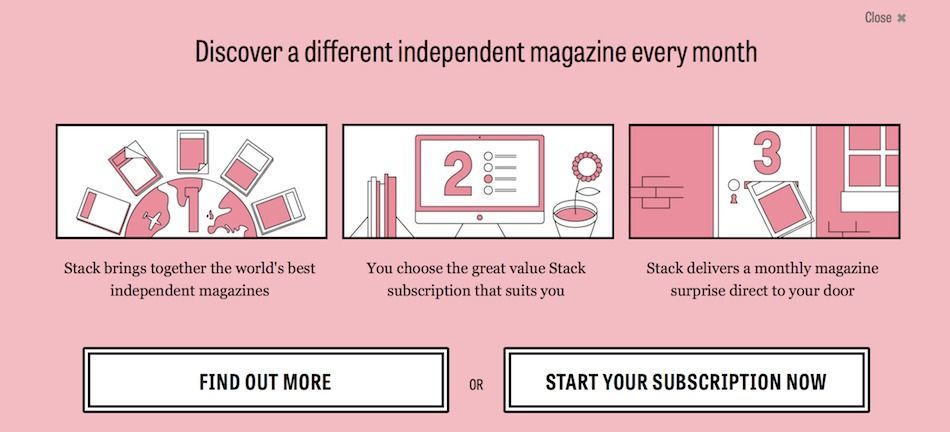 Close ✖
Discover a different independent magazine every month
1
2
3
Stack brings together the world's best
independent magazines
You choose the great value Stack
subscription that suits you
Stack delivers a monthly magazine
surprise direct to your door
FIND OUT MORE
OR
START YOUR SUBSCRIPTION NOW